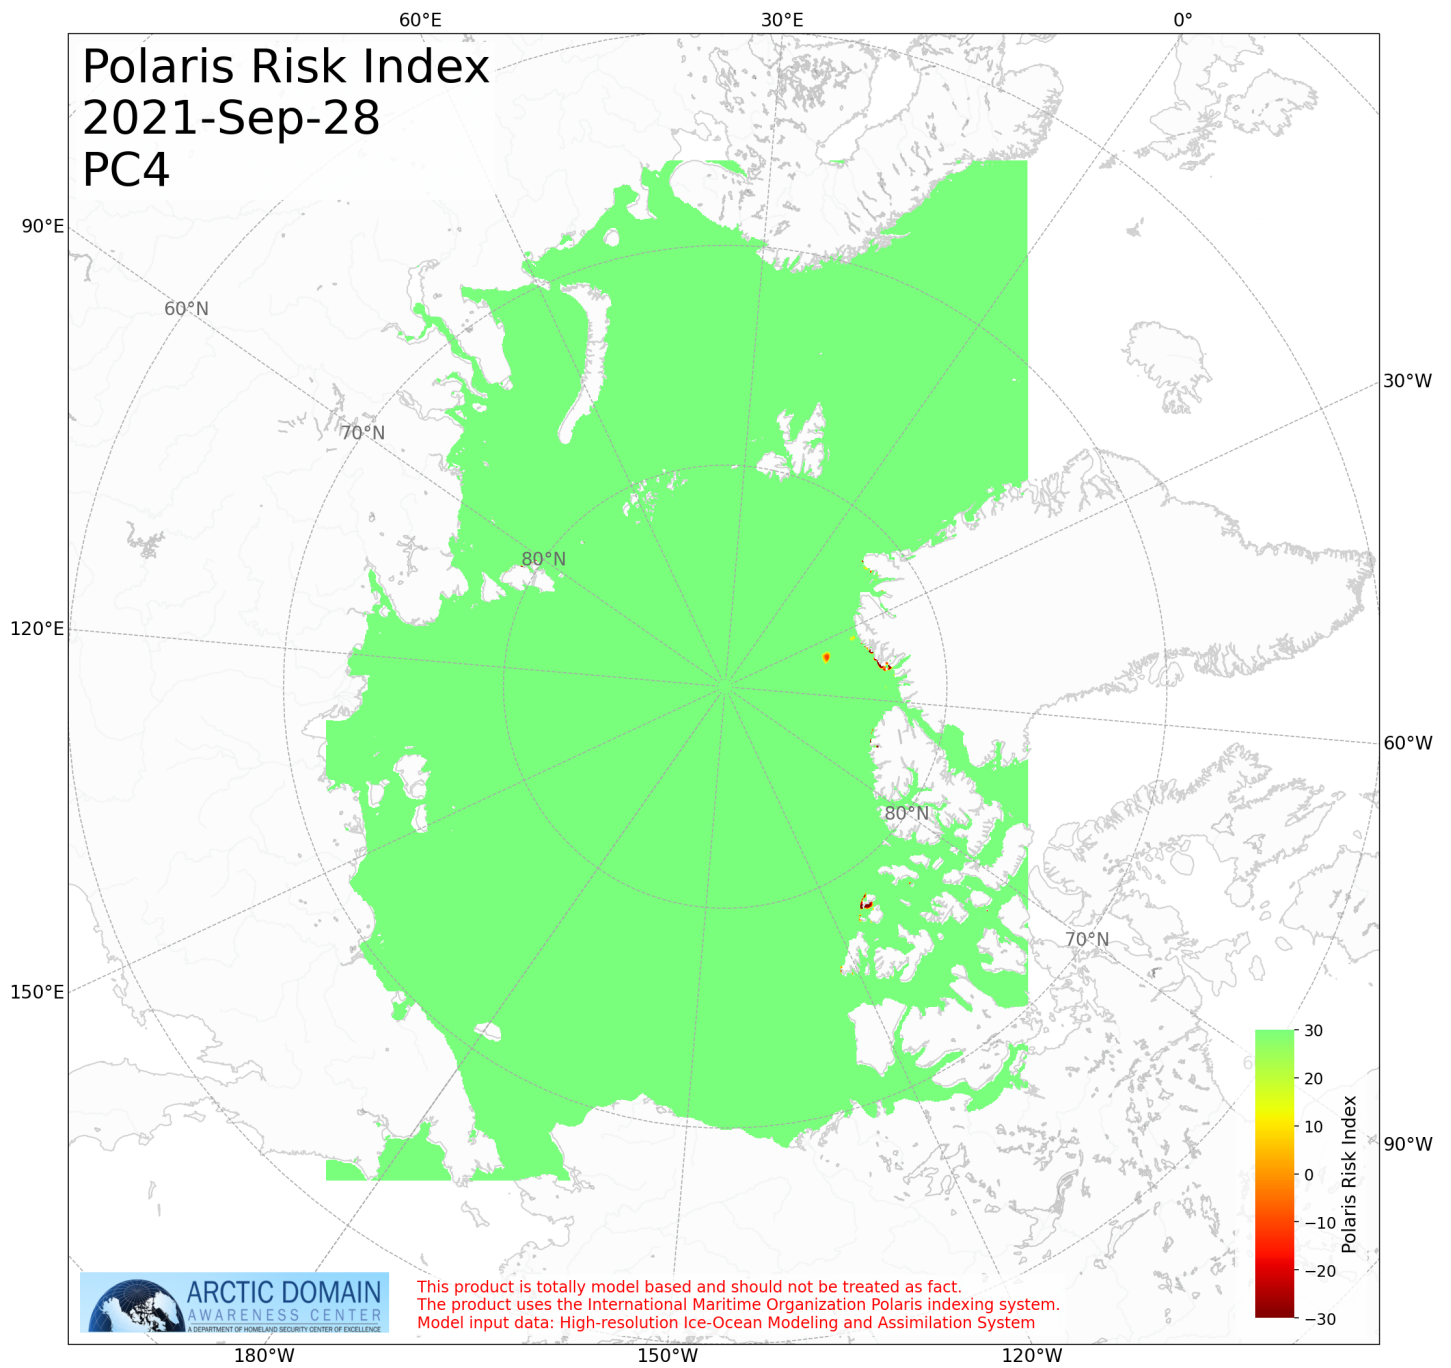 60°E 30°E 0°
Polaris Risk Index
2021-Sep-28
PC4
90°E
60°N
30°W
70°N
80°N
120°E
60°W
80°N
70°N
150°E
30
20
10
0
−10
−20
−30
Polaris Risk Index
90°W
ARCTIC DOMAIN
AWARENESS CENTER
A DEPARTMENT OF HOMELAND SECURITY CENTER OF EXCELLENCE
This product is totally model based and should not be treated as fact.
The product uses the International Maritime Organization Polaris indexing system.
Model input data: High-resolution Ice-Ocean Modeling and Assimilation System
180°W 150°W 120°W